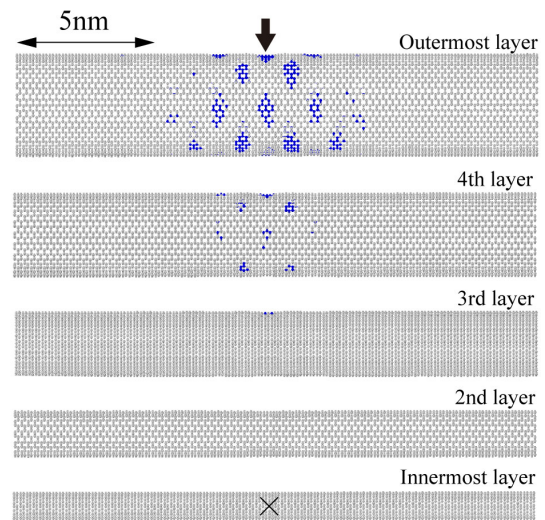 5nm
Outermost layer
4th layer
3rd layer
2nd layer
Innermost layer